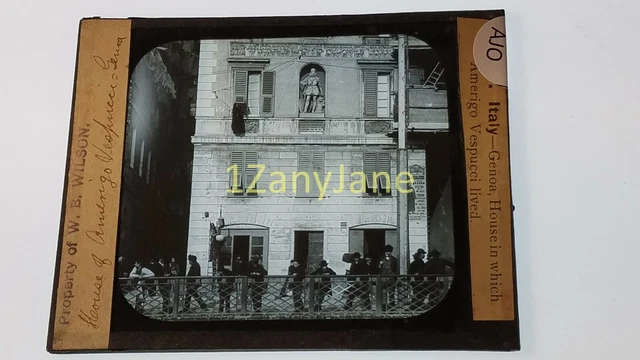 Property of W. B. WILSON.
House of Amerigo Vespucci - Genoa
1ZanyJane
A/O
Italy—Genoa, House in which
Amerigo Vespucci lived.